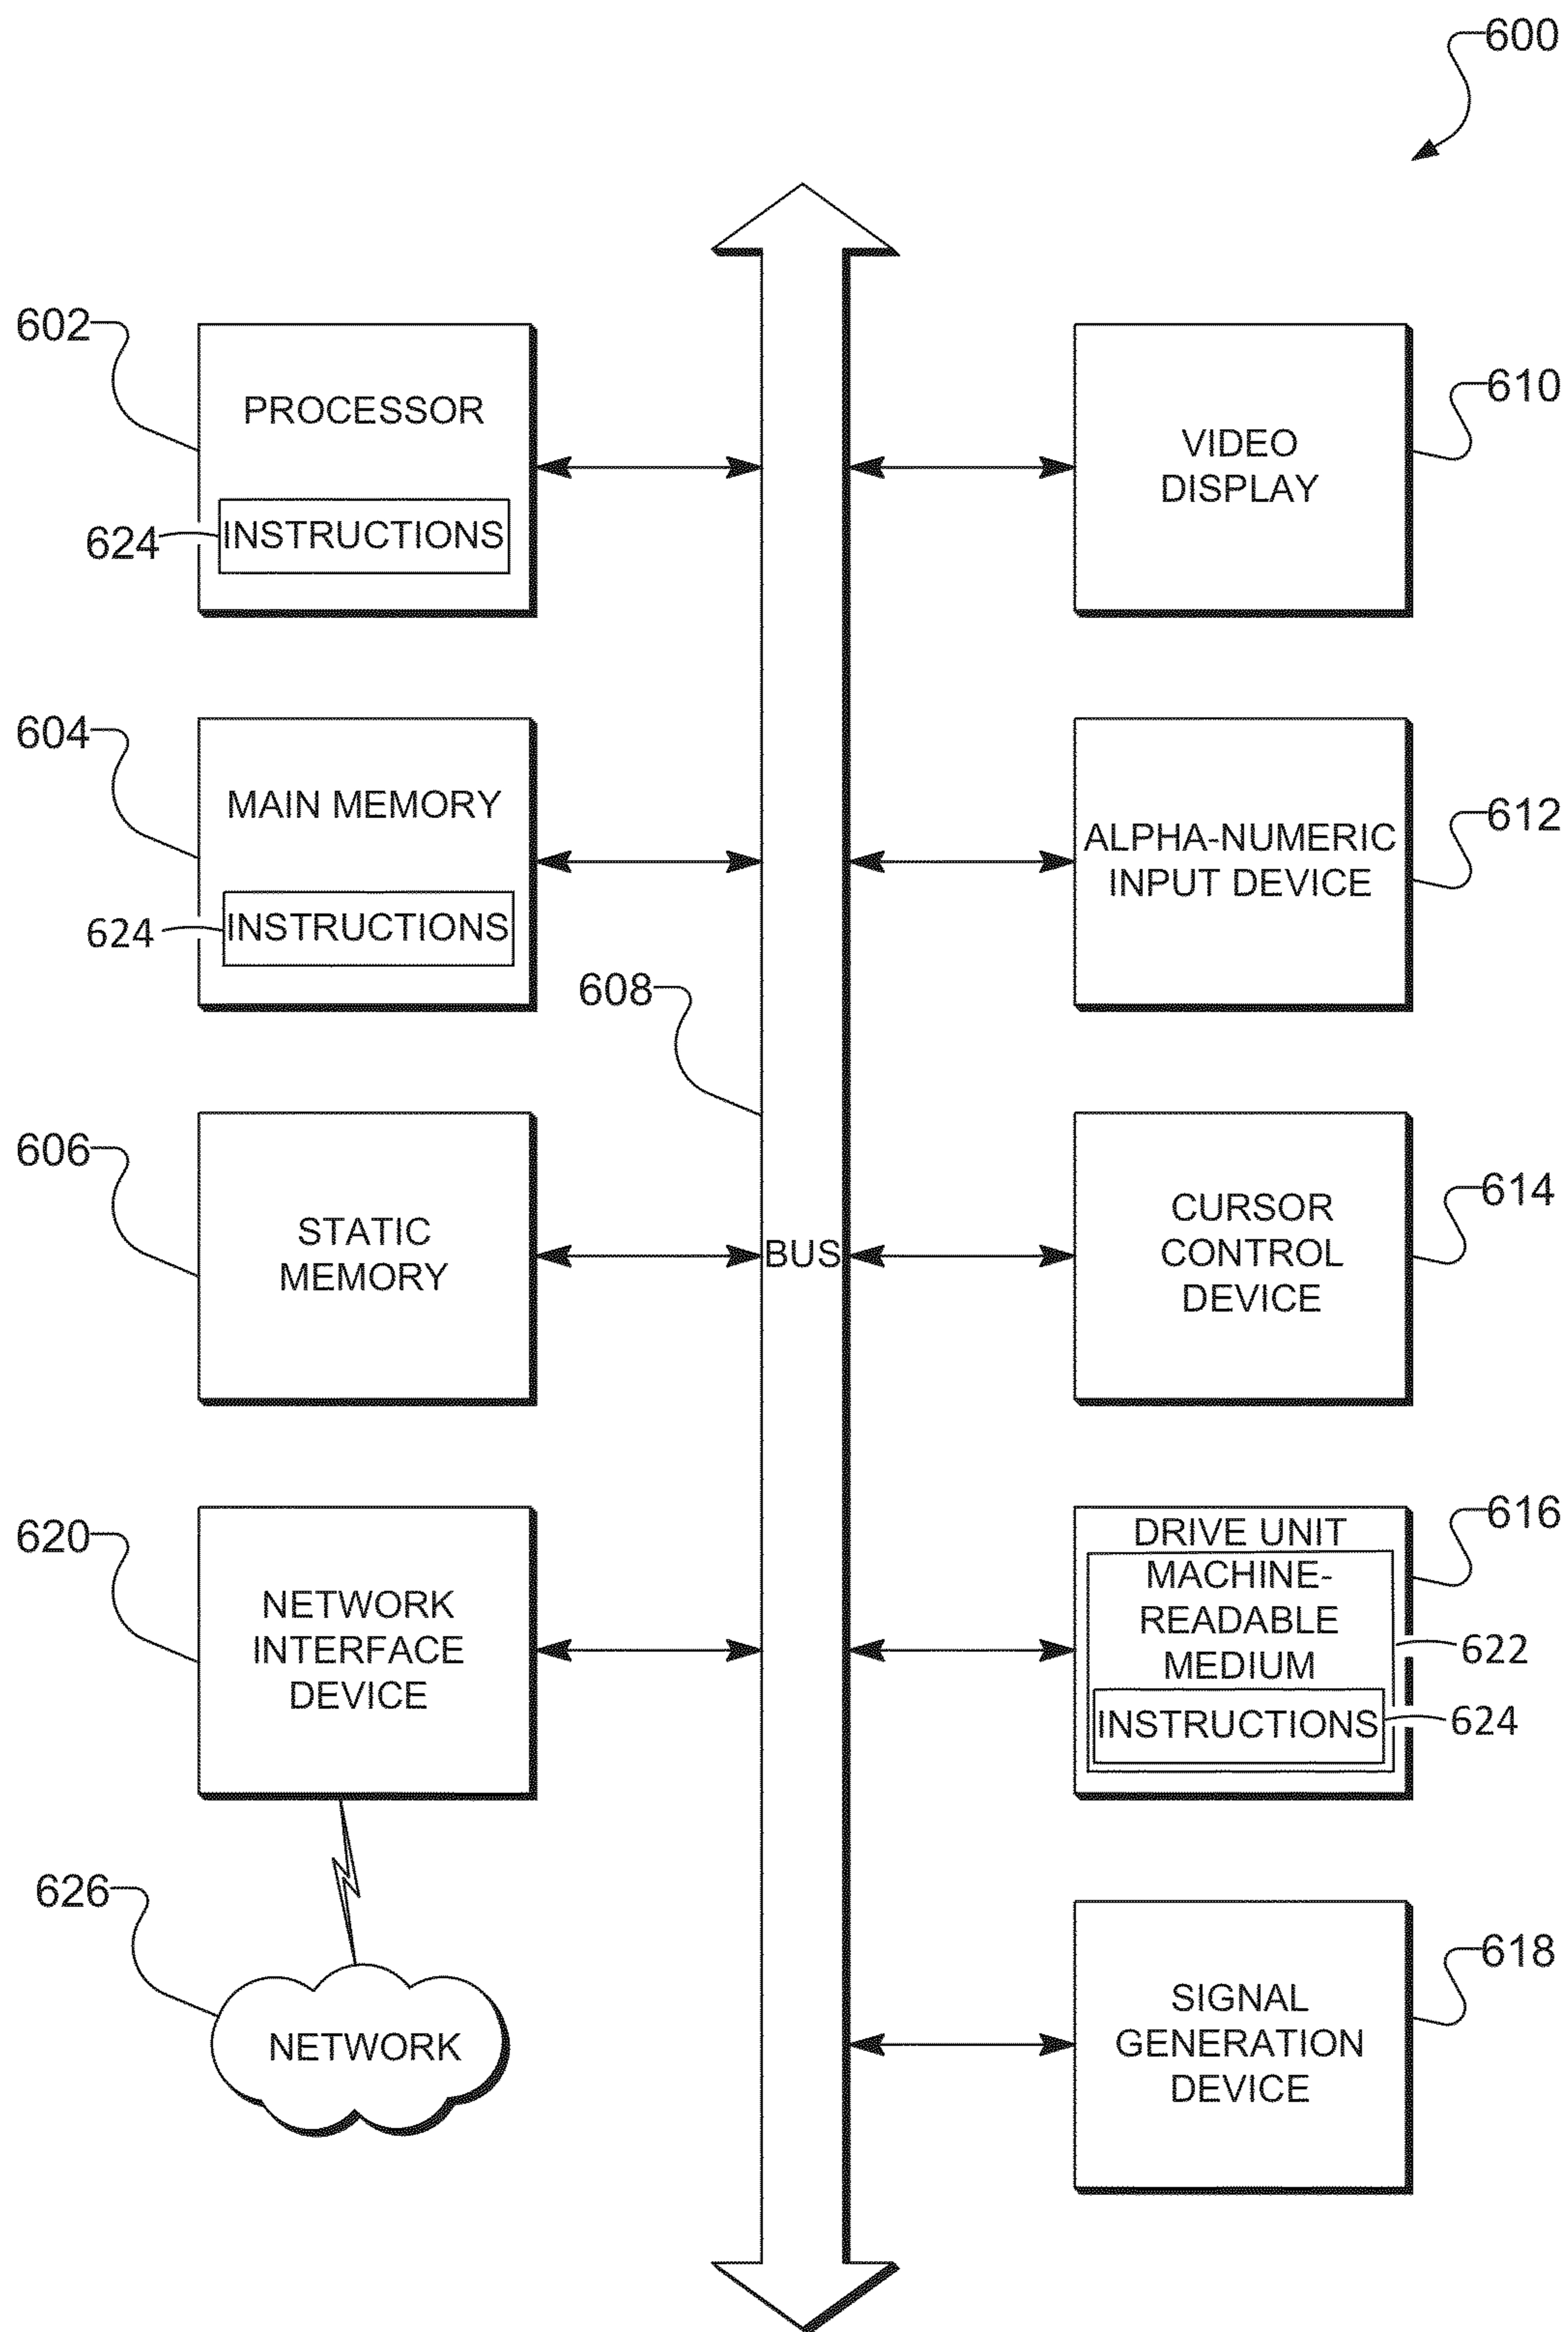 600
602
PROCESSOR
624
INSTRUCTIONS
610
VIDEO
DISPLAY
604
MAIN MEMORY
624
INSTRUCTIONS
612
ALPHA-NUMERIC
INPUT DEVICE
608
BUS
606
STATIC
MEMORY
614
CURSOR
CONTROL
DEVICE
620
NETWORK
INTERFACE
DEVICE
616
DRIVE UNIT
MACHINE-
READABLE
MEDIUM
622
INSTRUCTIONS
624
626
NETWORK
618
SIGNAL
GENERATION
DEVICE